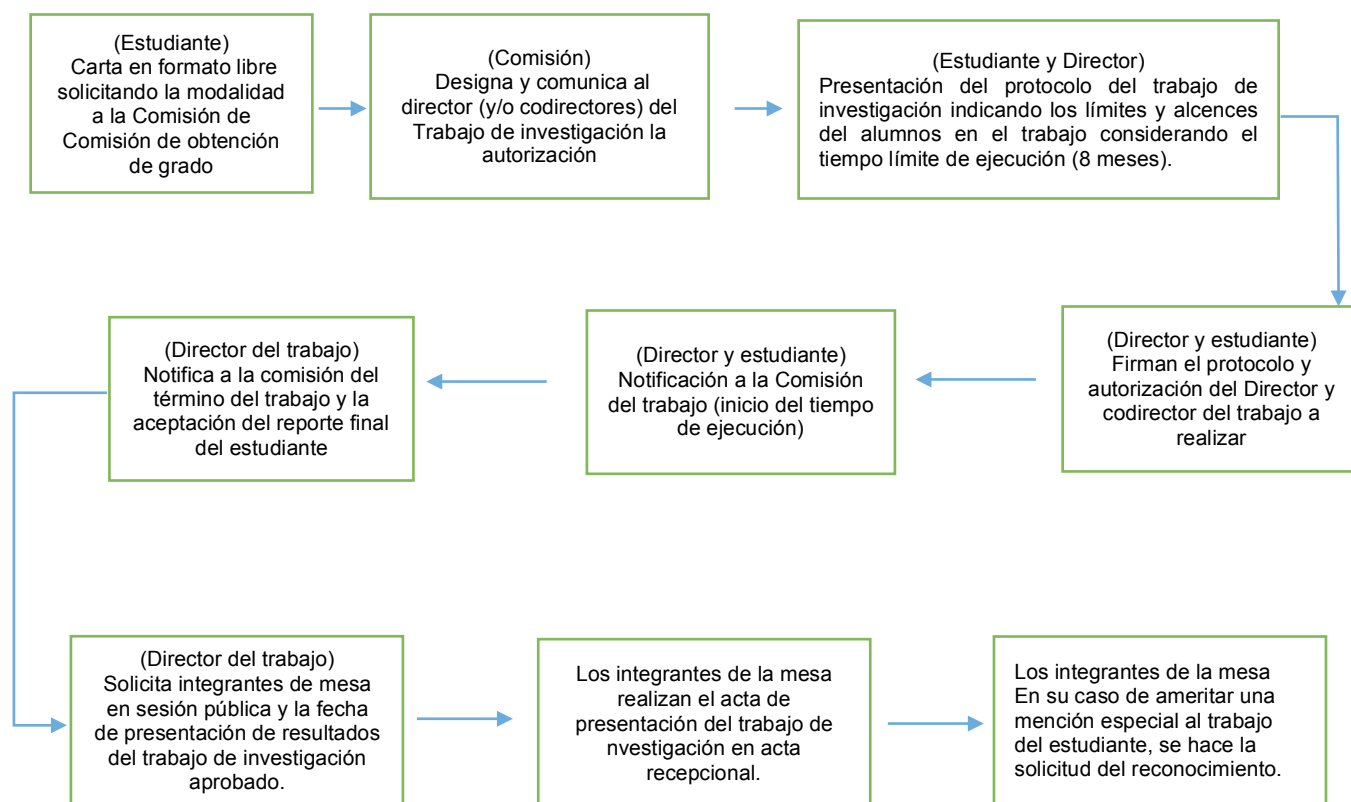 (Estudiante)
Carta en formato libre
solicitando la modalidad
a la Comisión de
Comisión de obtención
de grado
(Comisión)
Designa y comunica al
director (y/o codirectores) del
Trabajo de investigación la
autorización
(Estudiante y Director)
Presentación del protocolo del trabajo de
investigación indicando los límites y alcences
del alumnos en el trabajo considerando el
tiempo límite de ejecución (8 meses).
(Director y estudiante)
Firman el protocolo y
autorización del Director y
codirector del trabajo a
realizar
(Director y estudiante)
Notificación a la Comisión
del trabajo (inicio del tiempo
de ejecución)
(Director del trabajo)
Notifica a la comisión del
término del trabajo y la
aceptación del reporte final
del estudiante
(Director del trabajo)
Solicita integrantes de mesa
en sesión pública y la fecha
de presentación de resultados
del trabajo de investigación
aprobado.
Los integrantes de la mesa
realizan el acta de
presentación del trabajo de
nvestigación en acta
recepcional.
Los integrantes de la mesa
En su caso de ameritar una
mención especial al trabajo
del estudiante, se hace la
solicitud del reconocimiento.